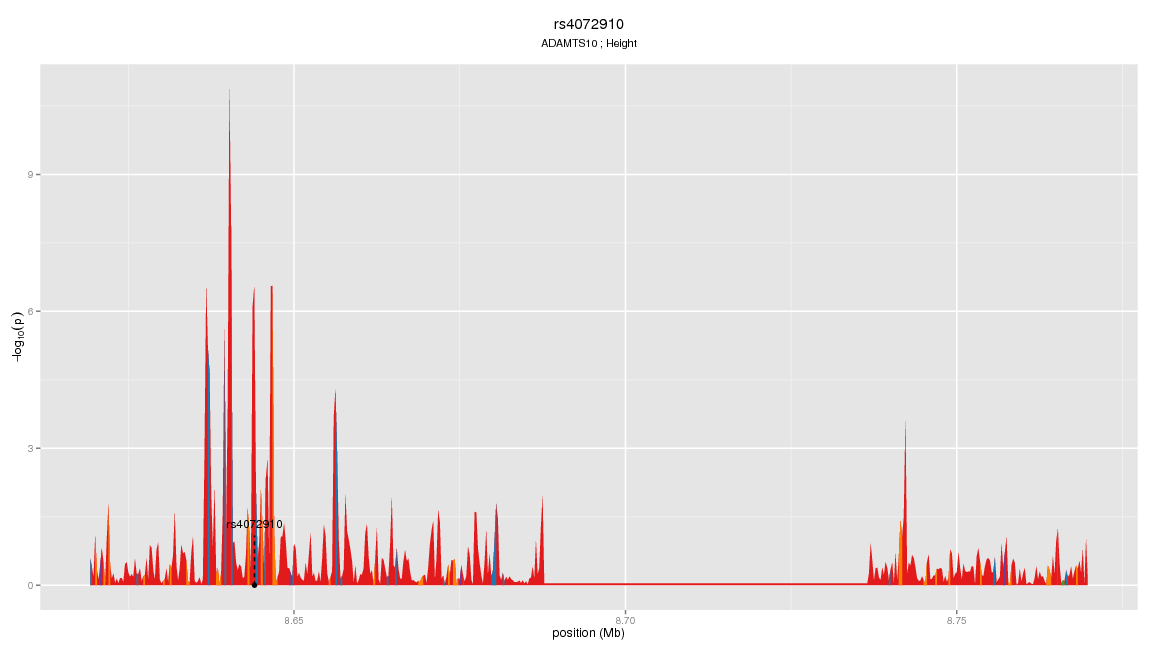 rs4072910
ADAMTS10 ; Height
9
6
3
0
-log10(p)
rs4072910
8.65
8.70
8.75
position (Mb)